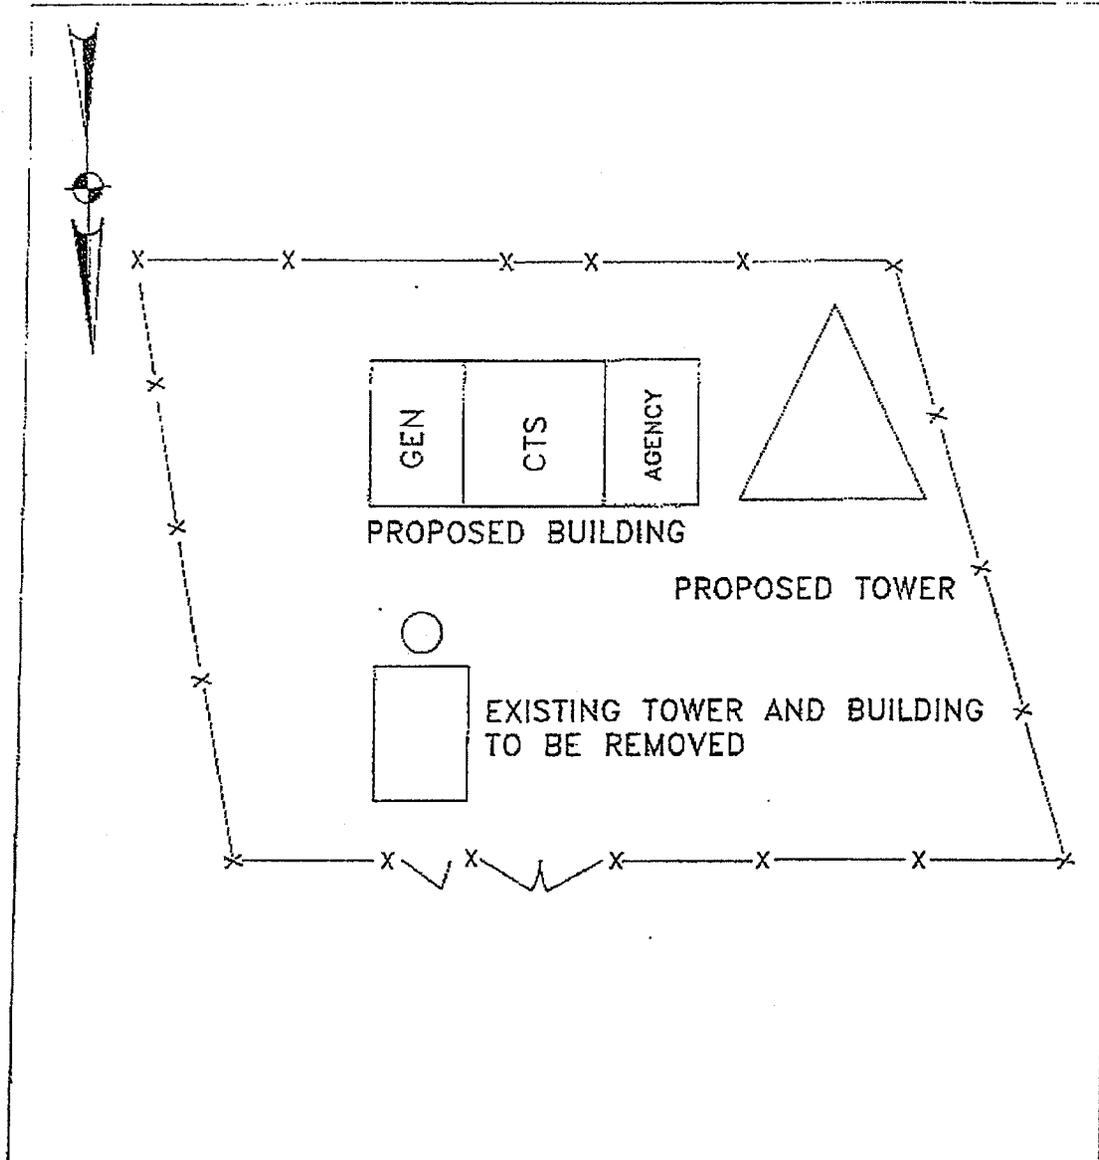 GEN
CTS
AGENCY
PROPOSED BUILDING
PROPOSED TOWER
EXISTING TOWER AND BUILDING
TO BE REMOVED